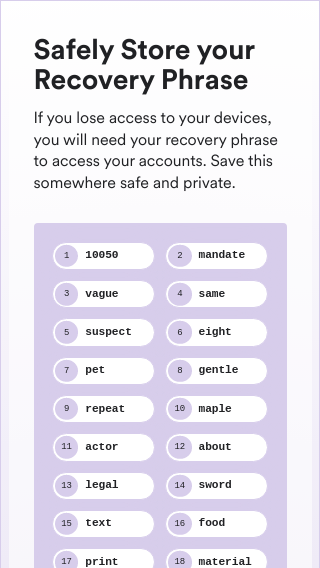 Safely Store your
Recovery Phrase
If you lose access to your devices,
you will need your recovery phrase
to access your accounts. Save this
somewhere safe and private.
1 10050 2 mandate
3 vague 4 same
5 suspect 6 eight
7 pet 8 gentle
9 repeat 10 maple
11 actor 12 about
13 legal 14 sword
15 text 16 food
17 print 18 material